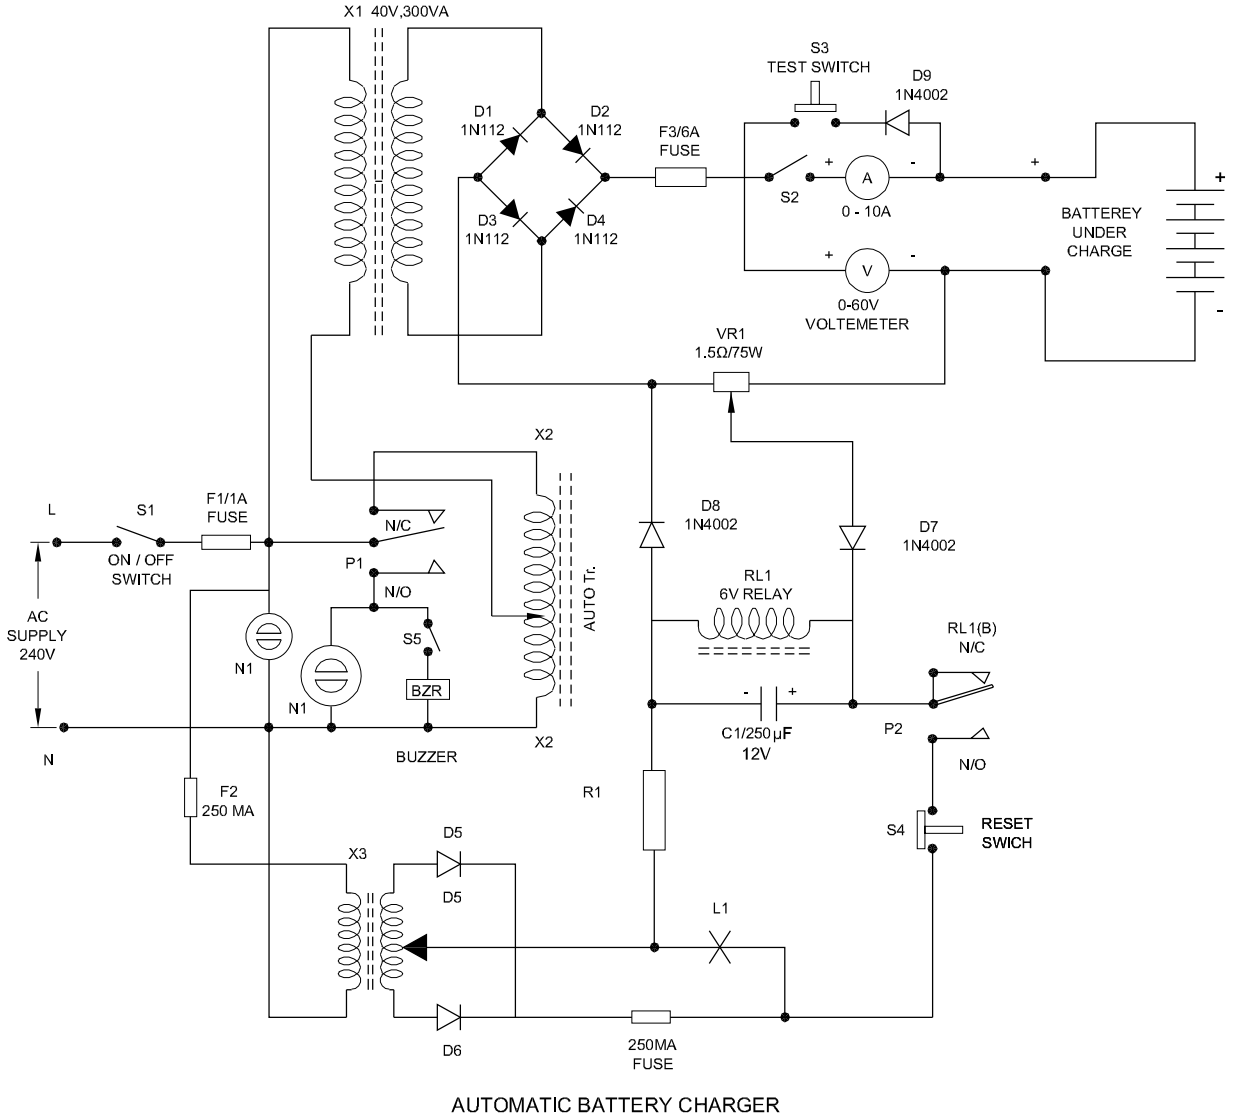 X1 40V,300VA
S3
TEST SWITCH
D9
1N4002
D1
1N112
D2
1N112
F3/6A
FUSE
+
A
-
+
S2
0 - 10A
D3
1N112
D4
1N112
BATTEREY
UNDER
CHARGE
+
-
+
V
-
0-60V
VOLTEMETER
VR1
1.5Ω/75W
X2
L
S1
F1/1A
FUSE
N/C
ON / OFF
SWITCH
P1
N/O
AUTO Tr.
D8
1N4002
D7
1N4002
RL1
6V RELAY
AC
SUPPLY
240V
N1
N1
S5
BZR
RL1(B)
N/C
-
+
C1/250µF
12V
P2
N/O
N
BUZZER
X2
F2
250 MA
R1
S4
RESET
SWICH
X3
D5
D5
L1
D6
250MA
FUSE
AUTOMATIC BATTERY CHARGER